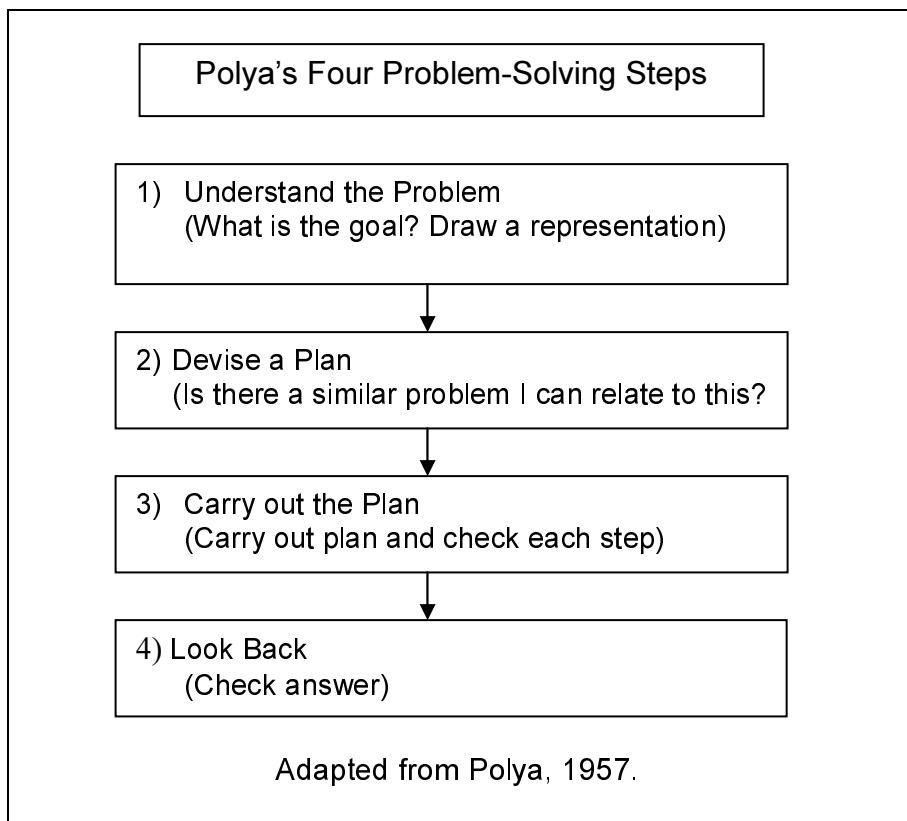 Polya’s Four Problem-Solving Steps
1) Understand the Problem
(What is the goal? Draw a representation)
2) Devise a Plan
(Is there a similar problem I can relate to this?
3) Carry out the Plan
(Carry out plan and check each step)
4) Look Back
(Check answer)
Adapted from Polya, 1957.